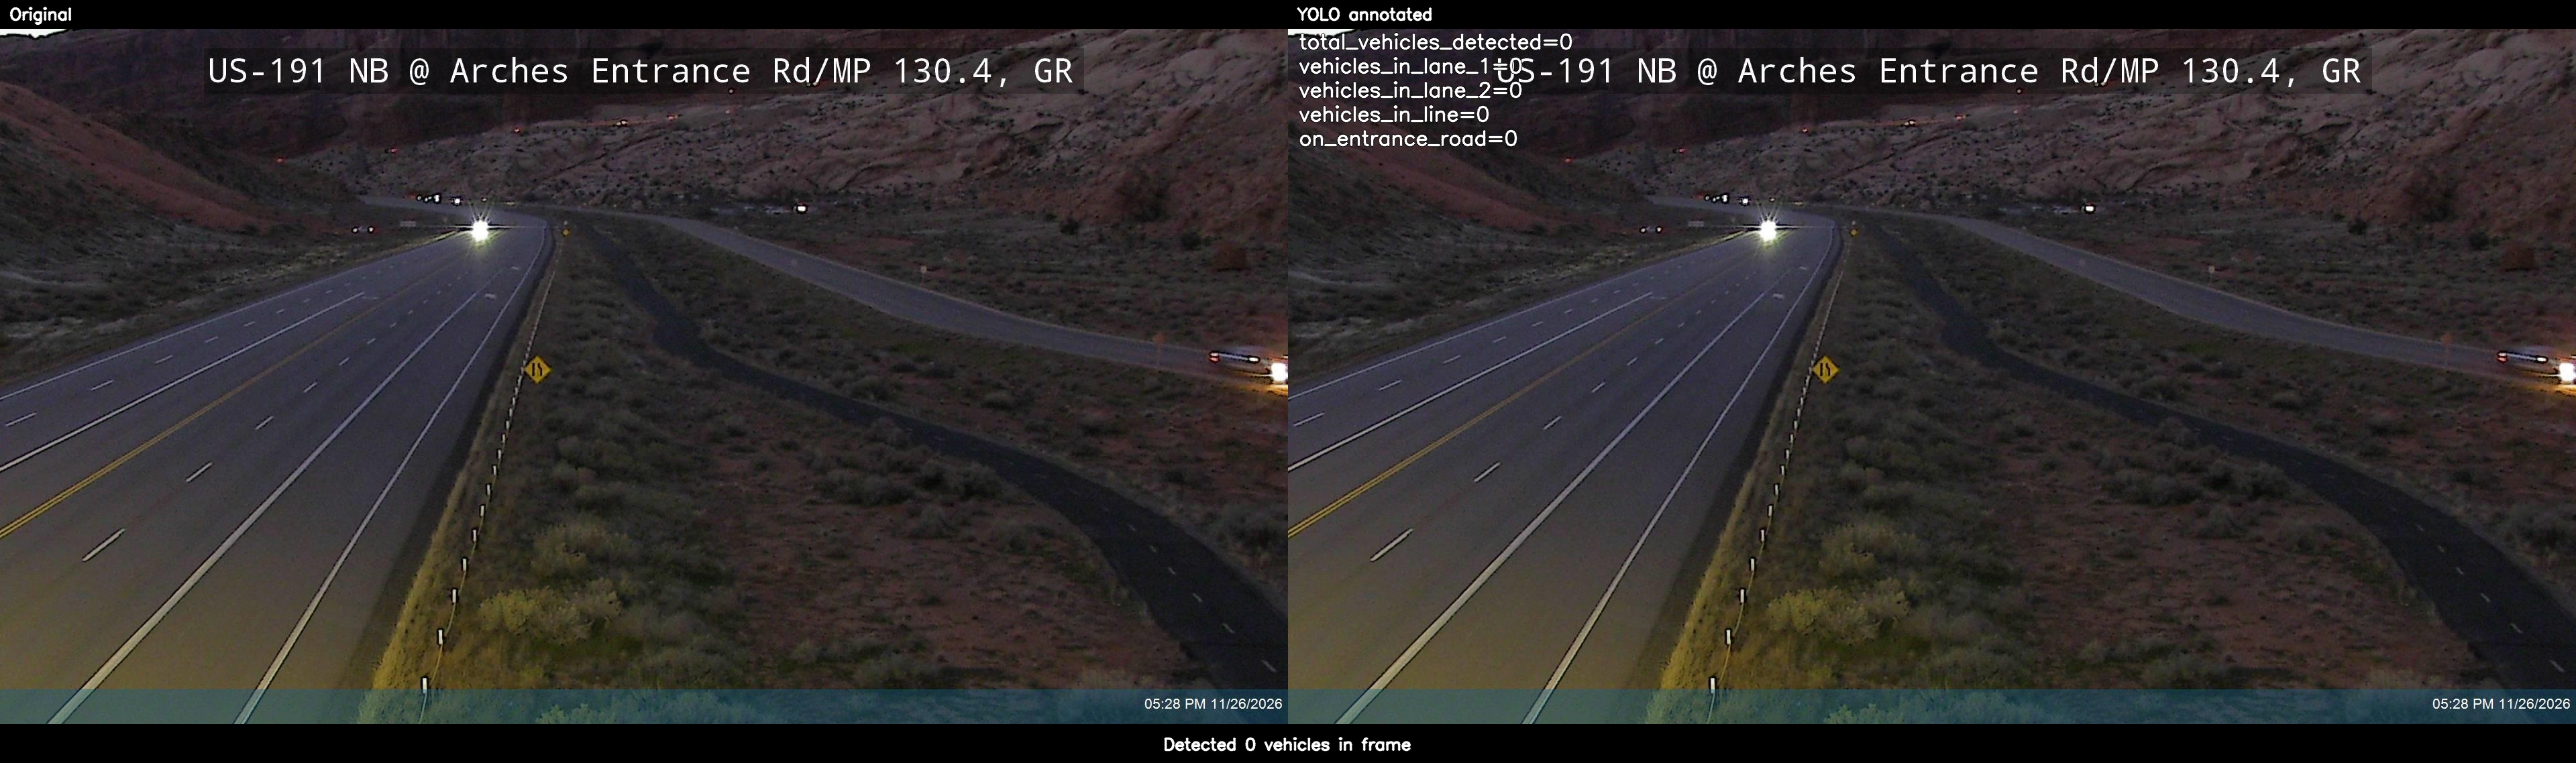 Original
US-191 NB @ Arches Entrance Rd/MP 130.4, GR
05:28 PM 11/26/2026
YOLO annotated
total_vehicles_detected=0
vehicles_in_lane_1=0
US-191 NB @ Arches Entrance Rd/MP 130.4, GR
vehicles_in_lane_2=0
vehicles_in_line=0
on_entrance_road=0
05:28 PM 11/26/2026
Detected 0 vehicles in frame